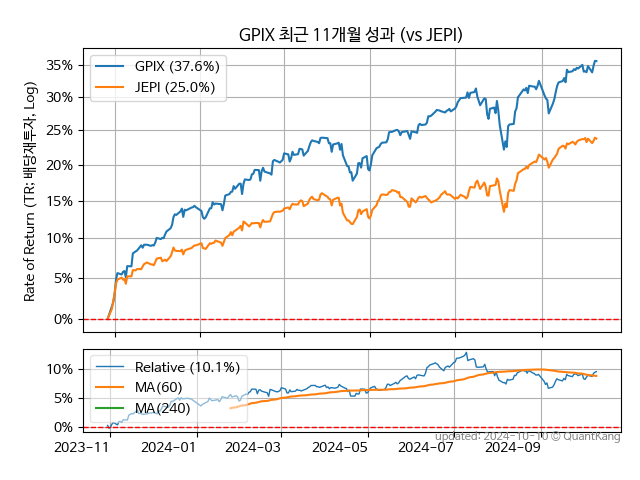 GPIX 최근 11개월 성과 (vs JEPI)
Rate of Return (TR: 배당재투자, Log)
35%
30%
25%
20%
15%
10%
5%
0%
GPIX (37.6%)
JEPI (25.0%)
10%
5%
0%
Relative (10.1%)
MA(60)
MA(240)
2023-11
2024-01
2024-03
2024-05
2024-07
2024-09
updated: 2024-10-10 © QuantKang